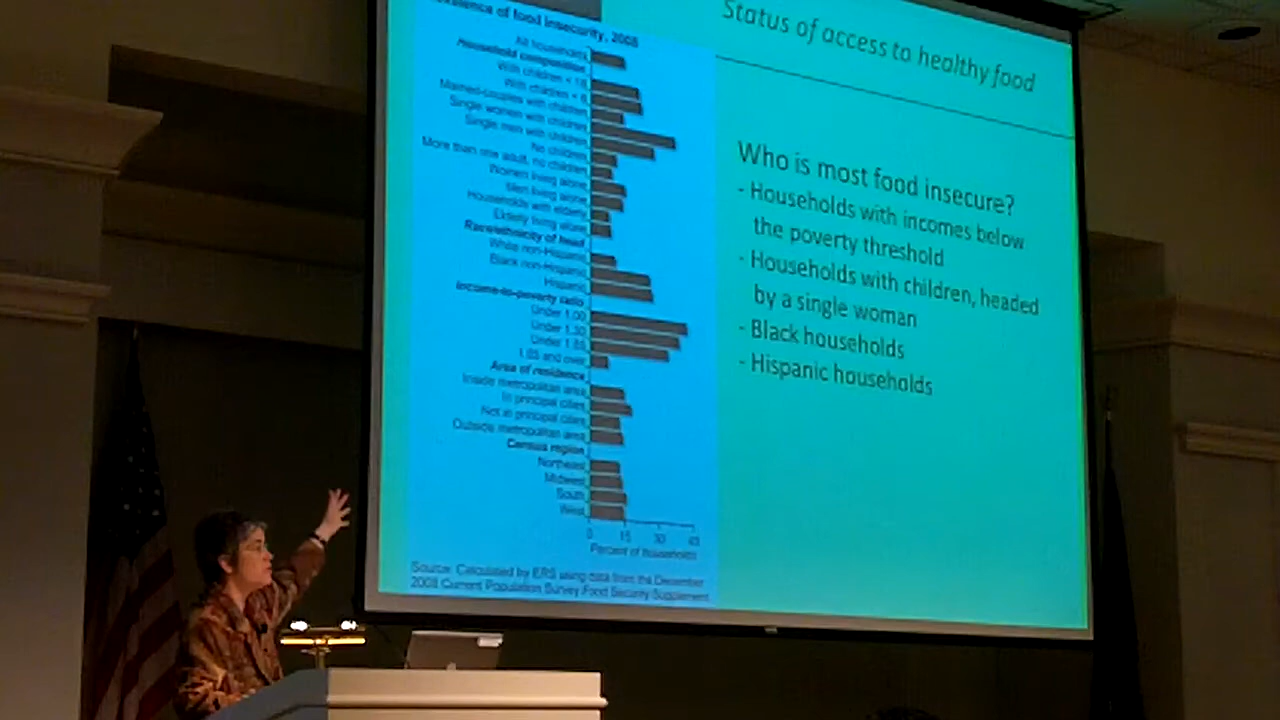 of food insecurity, 2008
All households
Household composition
With children < 18
With children < 6
Married-couples with children
Single women with children
Single men with children
No children
More than one adult, no children
Women living alone
Men living alone
Households with elderly
Elderly living alone
Race/ethnicity of head
White non-Hispanic
Black non-Hispanic
Hispanic
Income-to-poverty ratio
Under 1.00
Under 1.30
Under 1.85
1.85 and over
Area of residence
Inside metropolitan area
In principal cities
Not in principal cities
Outside metropolitan area
Census region
Northeast
Midwest
South
West
0 15 30 45
Percent of households
Source: Calculated by ERS using data from the December
2008 Current Population Survey Food Security Supplement
Status of access to healthy food
Who is most food insecure?
- Households with incomes below
the poverty threshold
- Households with children, headed
by a single woman
- Black households
- Hispanic households